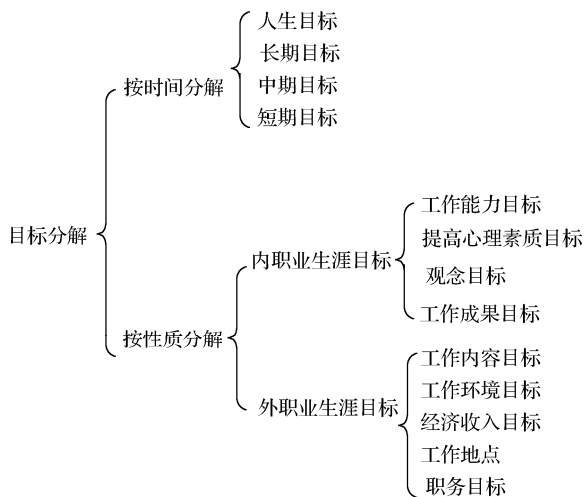 人生目标
长期目标
按时间分解
中期目标
短期目标
目标分解
工作能力目标
提高心理素质目标
内职业生涯目标
观念目标
工作成果目标
按性质分解
工作内容目标
工作环境目标
外职业生涯目标
经济收入目标
工作地点
职务目标